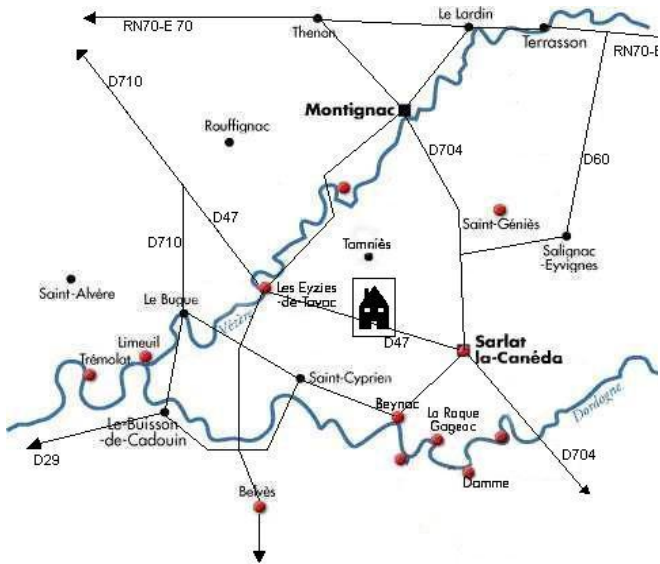 Le Lardin
RN70-E 70
Thenon
Terrasson
RN70-E
D710
Montignac
Rouffignac
D704
D60
D47
Saint-Géniès
D710
Tamniès
Salignac
-Eyvignes
Saint-Alvère
Les Eyzies
-de-Tayac
Le Bugue
Vézère
Limeuil
D47
Sarlat
la-Canéda
Trémolat
Saint-Cyprien
Beynac
Dordogne
La Roque
Gageac
Le-Buisson
-de-Cadouin
D29
D704
Damme
Belvès